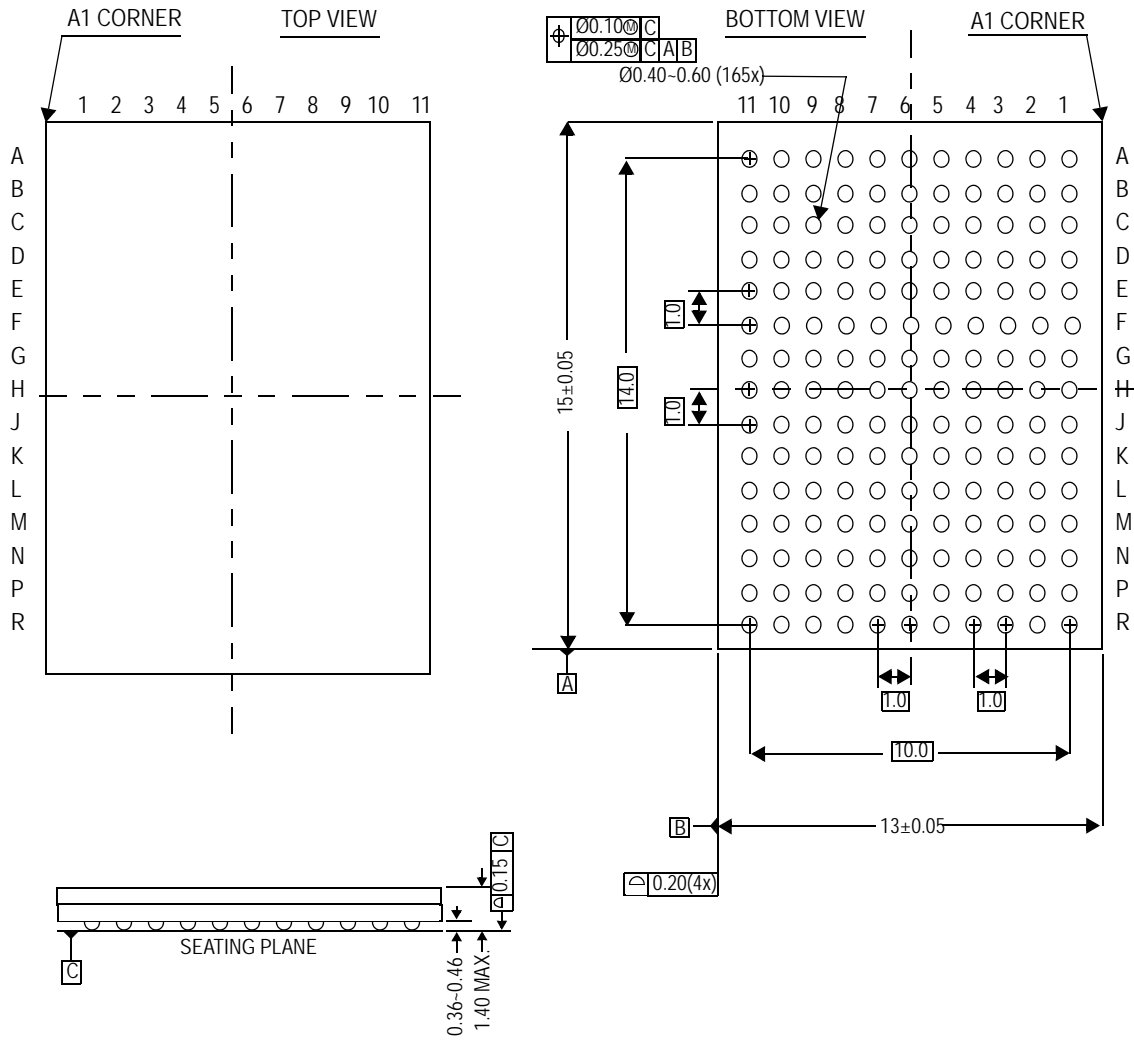 A1 CORNER
TOP VIEW
1 2 3 4 5 6 7 8 9 10 11
A
B
C
D
E
F
G
H
J
K
L
M
N
P
R
Ø0.10Ⓜ C
Ø0.25Ⓜ C A B
Ø0.40~0.60 (165x)
BOTTOM VIEW
A1 CORNER
11 10 9 8 7 6 5 4 3 2 1
A
B
C
D
E
F
G
H
J
K
L
M
N
P
R
15±0.05
14.0
1.0
1.0
A
1.0
1.0
10.0
B
13±0.05
0.20(4x)
0.15 C
SEATING PLANE
C
0.36~0.46
1.40 MAX.